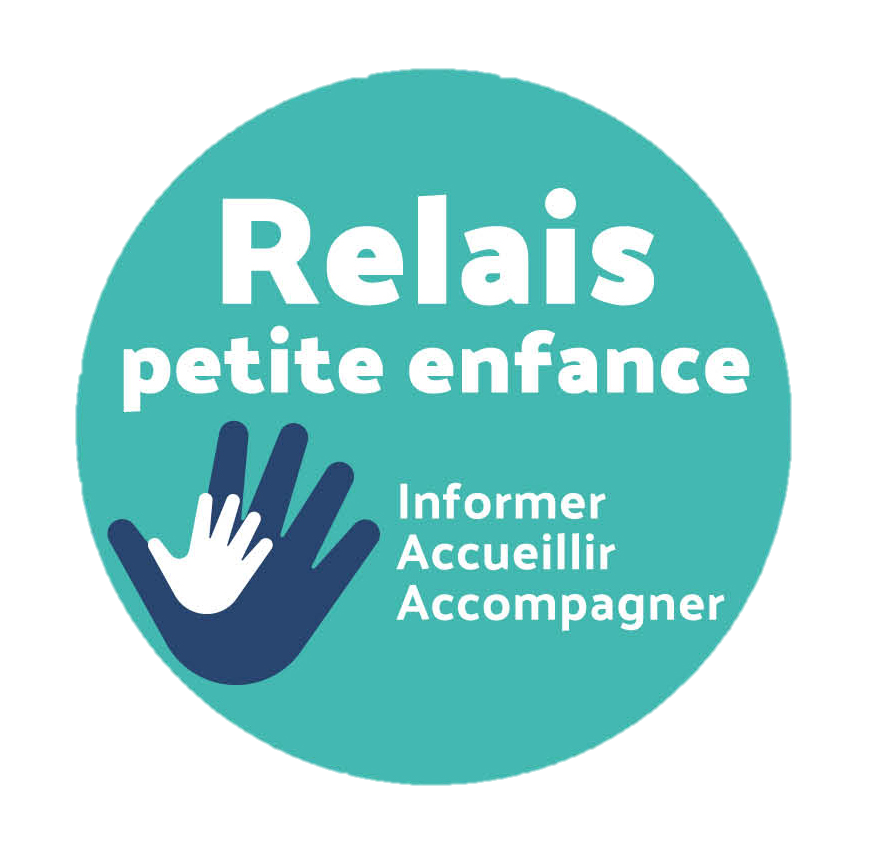 Relais
petite enfance
Informer
Accueillir
Accompagner